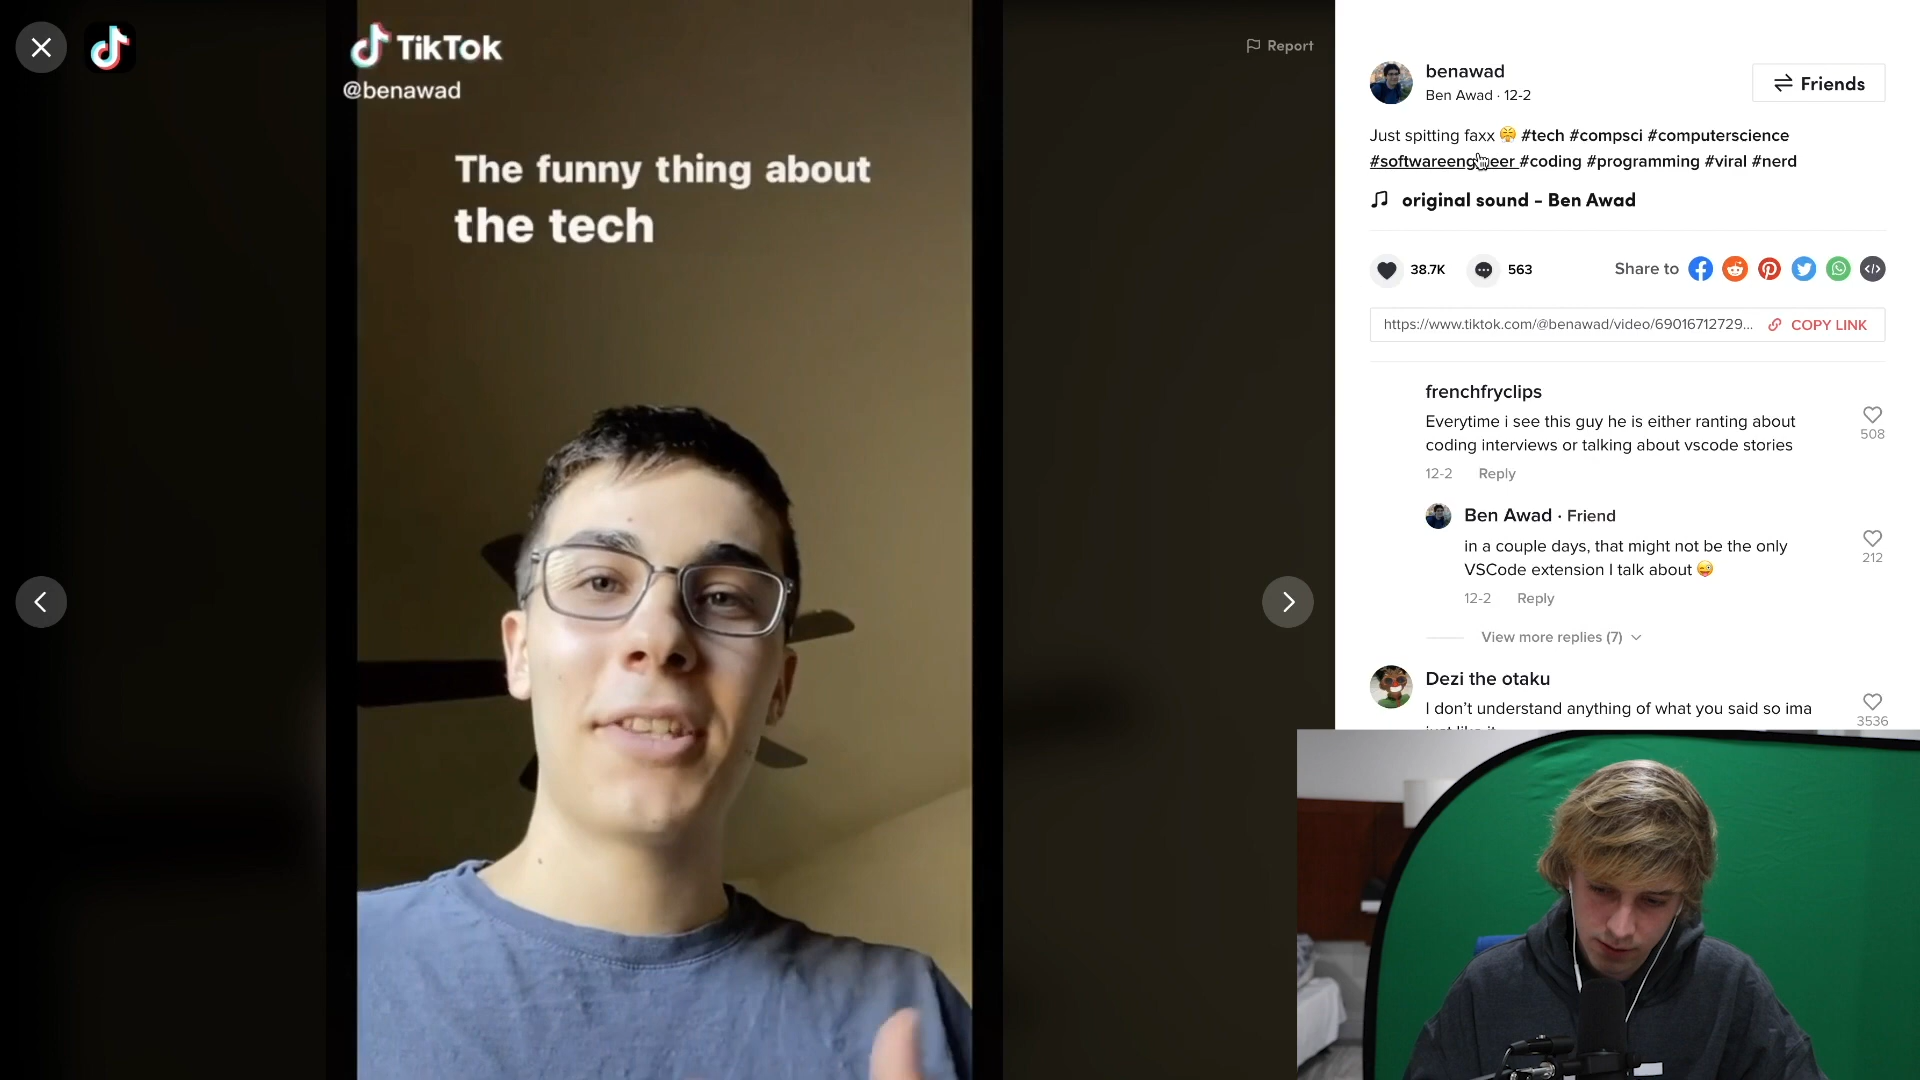 TikTok
@benawad
The funny thing about
the tech
Report
benawad
Ben Awad · 12-2
Friends
Just spitting faxx 😤 #tech #compsci #computerscience
#softwareengineer #coding #programming #viral #nerd
original sound - Ben Awad
38.7K
563
Share to
https://www.tiktok.com/@benawad/video/69016712729...
COPY LINK
frenchfryclips
Everytime i see this guy he is either ranting about
coding interviews or talking about vscode stories
508
12-2 Reply
Ben Awad · Friend
in a couple days, that might not be the only
VSCode extension I talk about 😜
212
12-2 Reply
View more replies (7)
Dezi the otaku
I don't understand anything of what you said so ima
just like it
3536